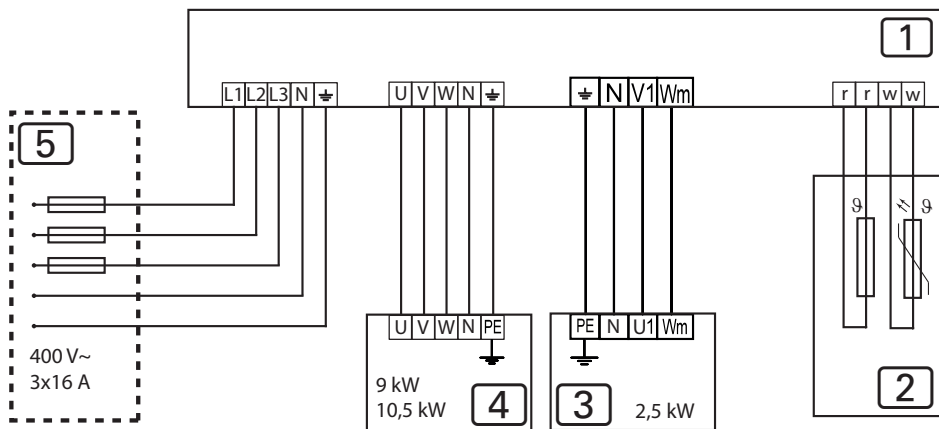 1
L1 L2 L3 N ⏚ U V W N ⏚ ⏚ N V1 Wm r r w w
5
ϑ ϑ
U V W N PE PE N U1 Wm
400 V~
3x16 A
9 kW
10,5 kW
4
3
2,5 kW
2